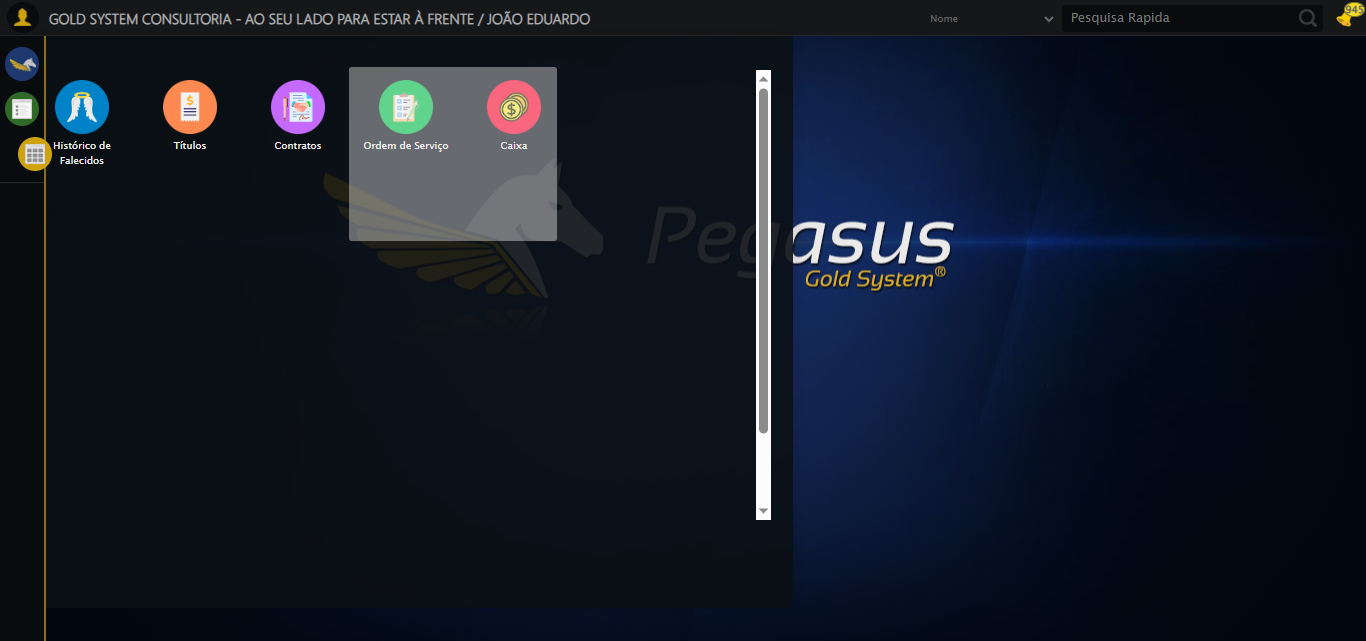 GOLD SYSTEM CONSULTORIA - AO SEU LADO PARA ESTAR À FRENTE / JOÃO EDUARDO
Nome
Pesquisa Rapida
945
Histórico de
Falecidos
Títulos
Contratos
Ordem de Serviço
Caixa
Pegasus
Gold System®